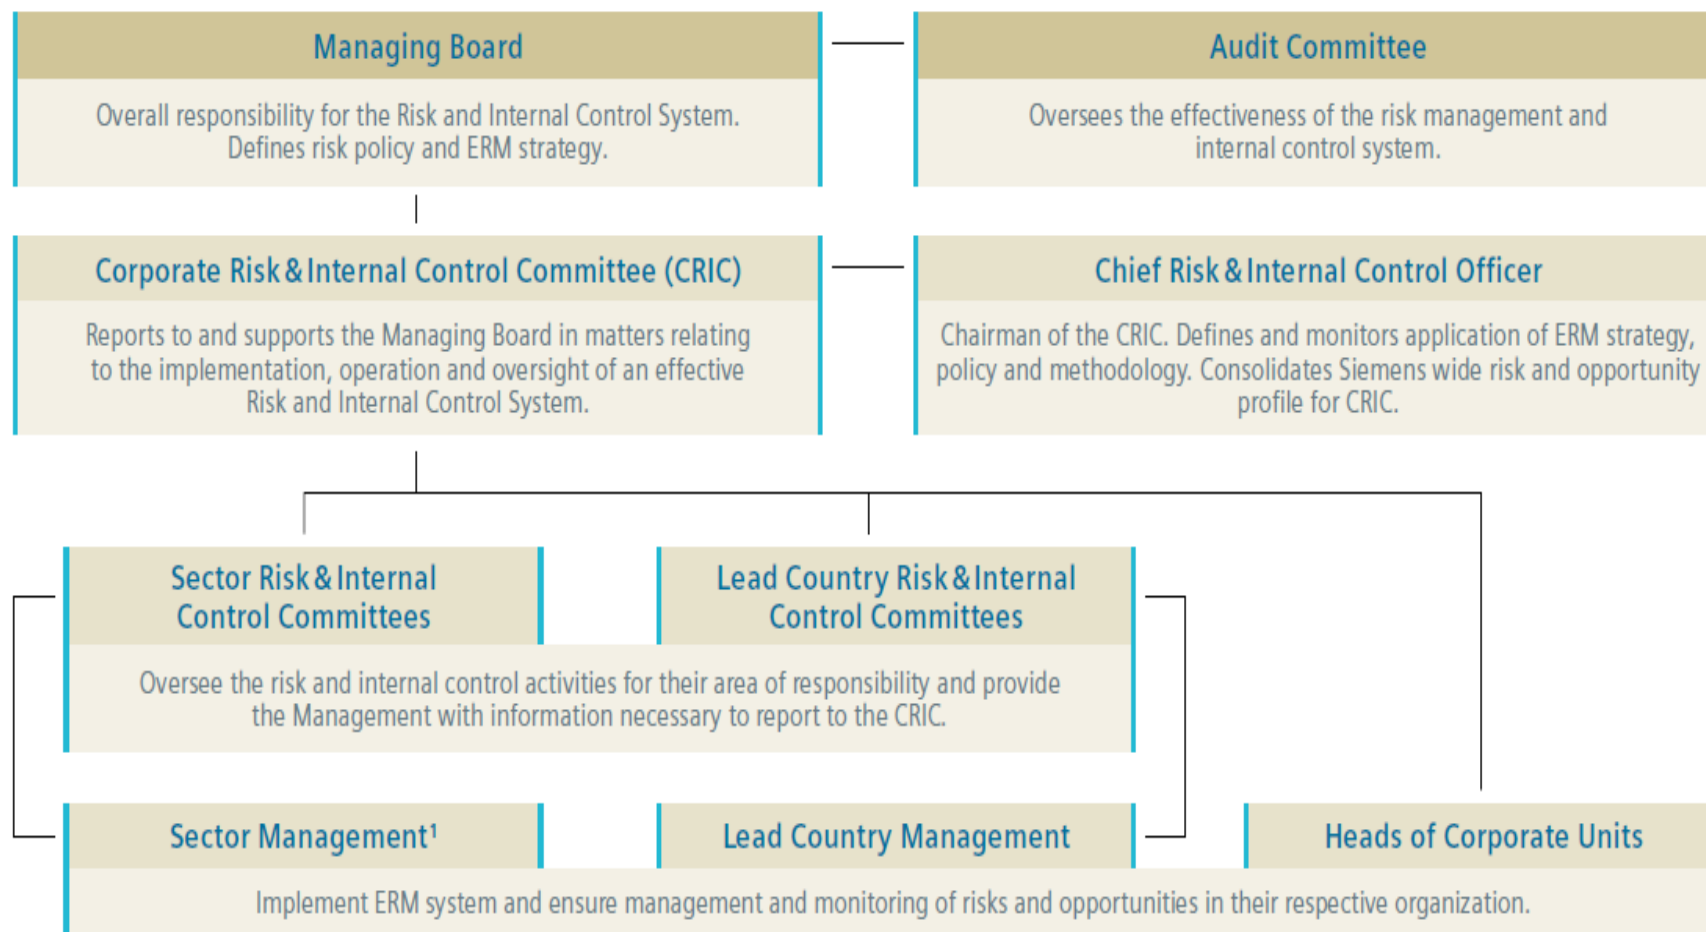 Managing Board
Overall responsibility for the Risk and Internal Control System.
Defines risk policy and ERM strategy.
Audit Committee
Oversees the effectiveness of the risk management and
internal control system.
Corporate Risk & Internal Control Committee (CRIC)
Reports to and supports the Managing Board in matters relating
to the implementation, operation and oversight of an effective
Risk and Internal Control System.
Chief Risk & Internal Control Officer
Chairman of the CRIC. Defines and monitors application of ERM strategy,
policy and methodology. Consolidates Siemens wide risk and opportunity
profile for CRIC.
Sector Risk & Internal
Control Committees
Lead Country Risk & Internal
Control Committees
Oversee the risk and internal control activities for their area of responsibility and provide
the Management with information necessary to report to the CRIC.
Sector Management¹
Lead Country Management
Heads of Corporate Units
Implement ERM system and ensure management and monitoring of risks and opportunities in their respective organization.